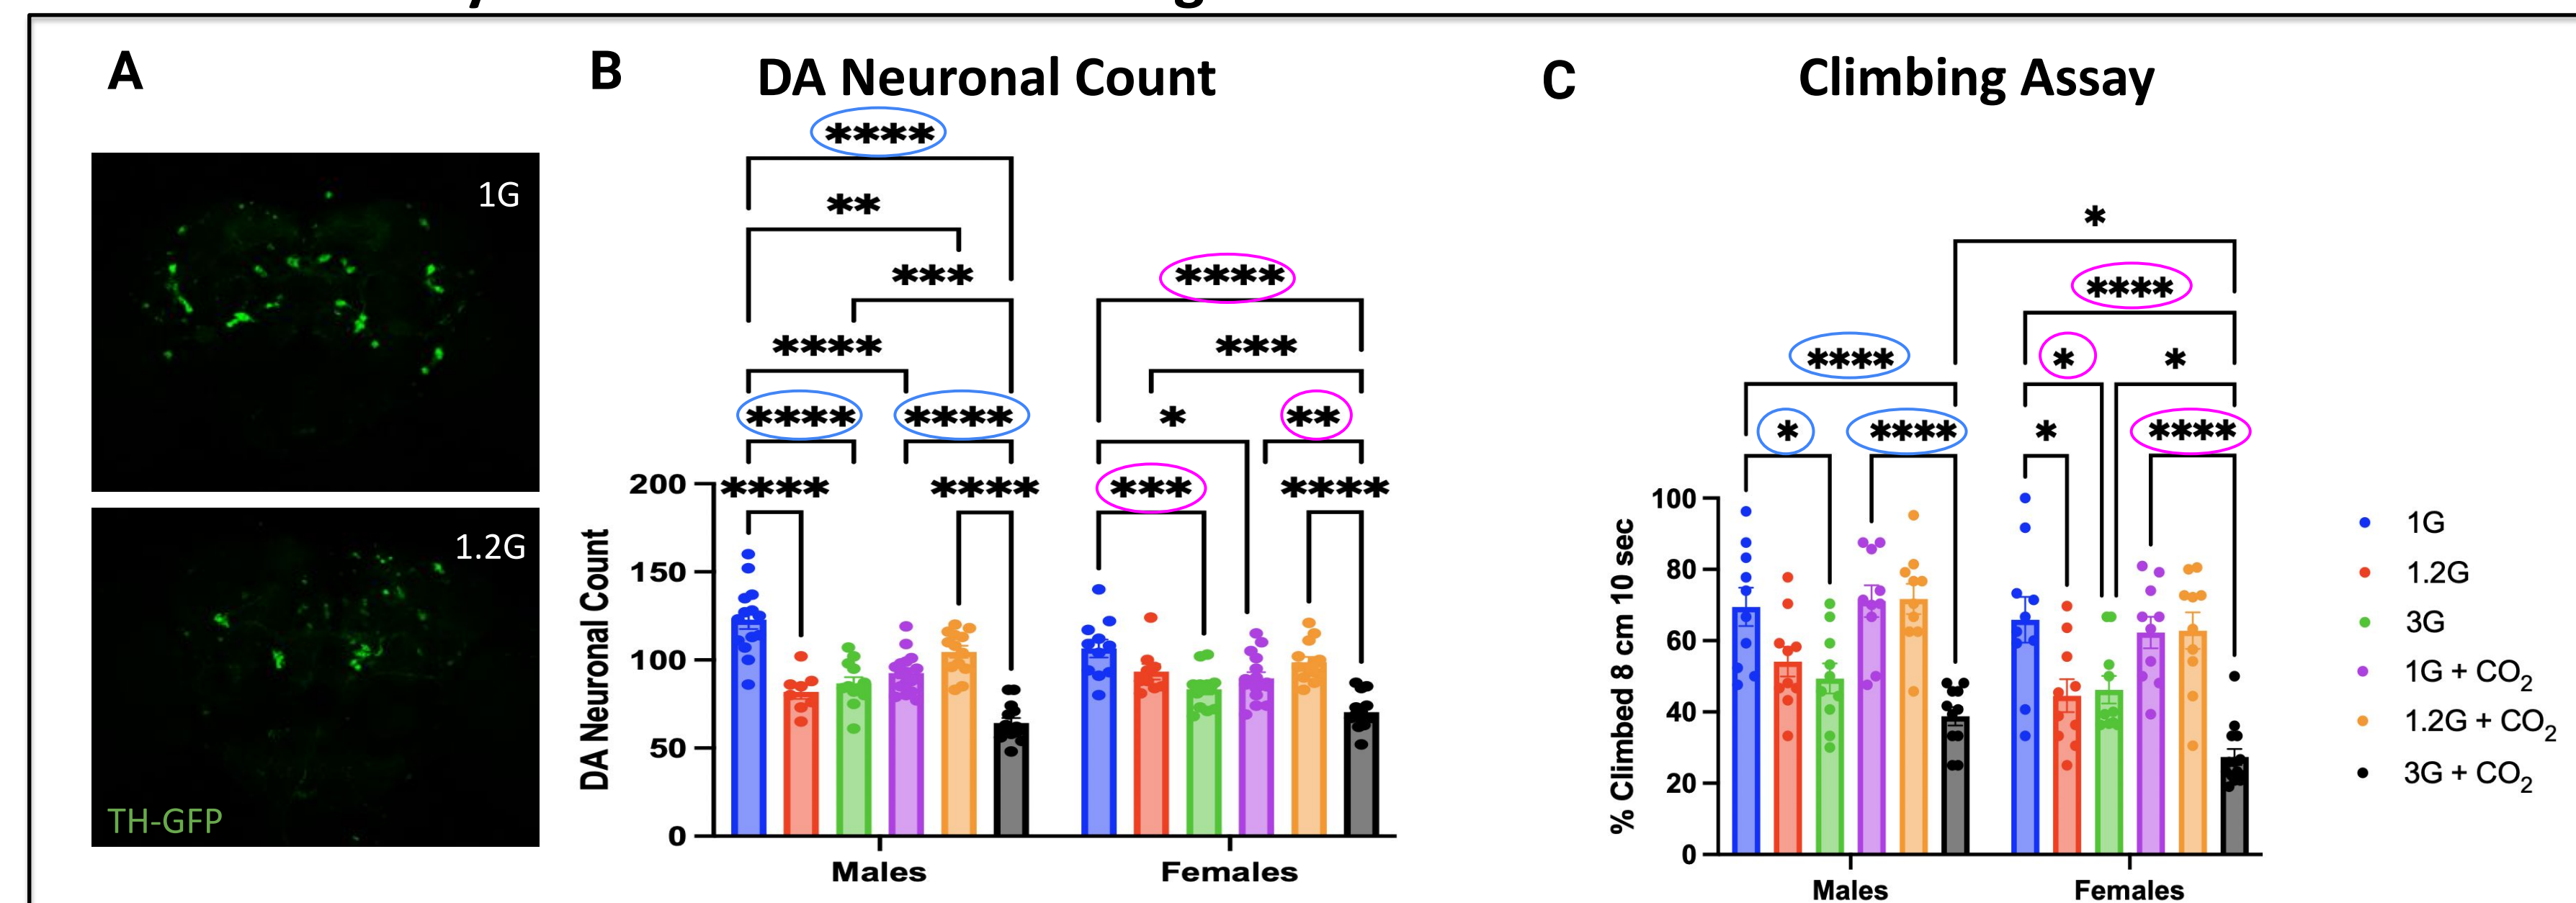 A
1G
1.2G
TH-GFP
B
DA Neuronal Count
****
**
***
****
****
****
****
****
****
***
*
**
***
****
DA Neuronal Count
200
150
100
50
0
Males
Females
C
Climbing Assay
*
****
****
*
*
*
****
*
****
% Climbed 8 cm 10 sec
100
80
60
40
20
0
Males
Females
1G
1.2G
3G
1G + CO₂
1.2G + CO₂
3G + CO₂